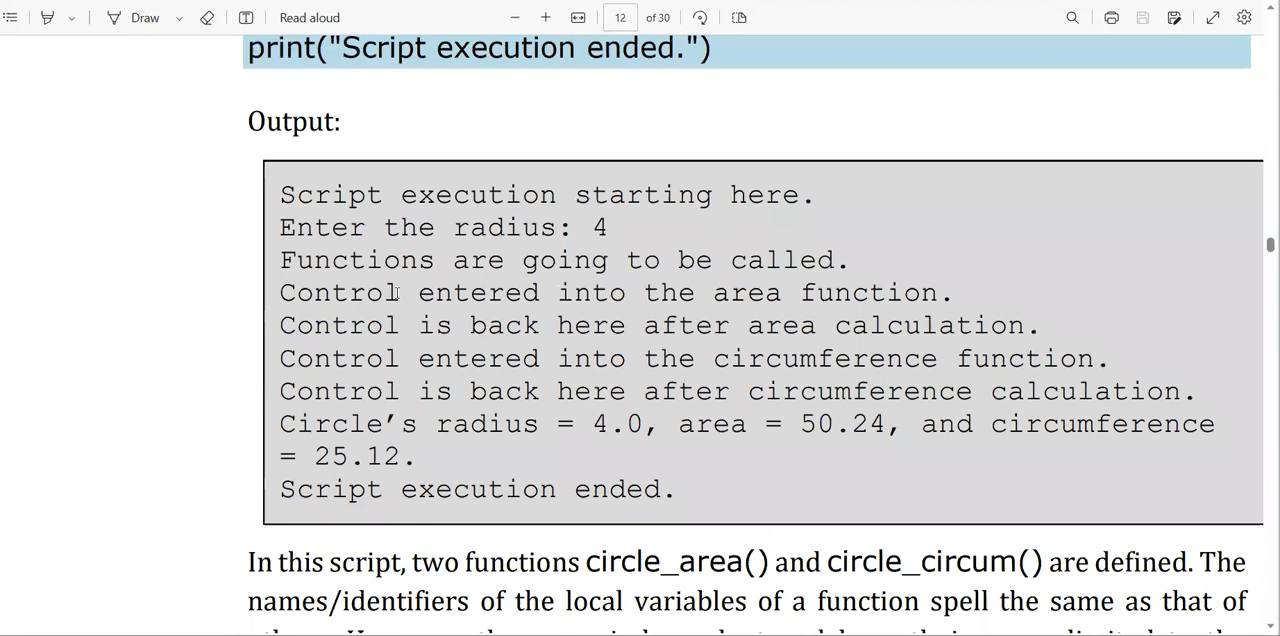 Draw
Read aloud
12
of 30
print("Script execution ended.")
Output:
Script execution starting here.
Enter the radius: 4
Functions are going to be called.
Control entered into the area function.
Control is back here after area calculation.
Control entered into the circumference function.
Control is back here after circumference calculation.
Circle’s radius = 4.0, area = 50.24, and circumference
= 25.12.
Script execution ended.
In this script, two functions circle_area() and circle_circum() are defined. The
names/identifiers of the local variables of a function spell the same as that of